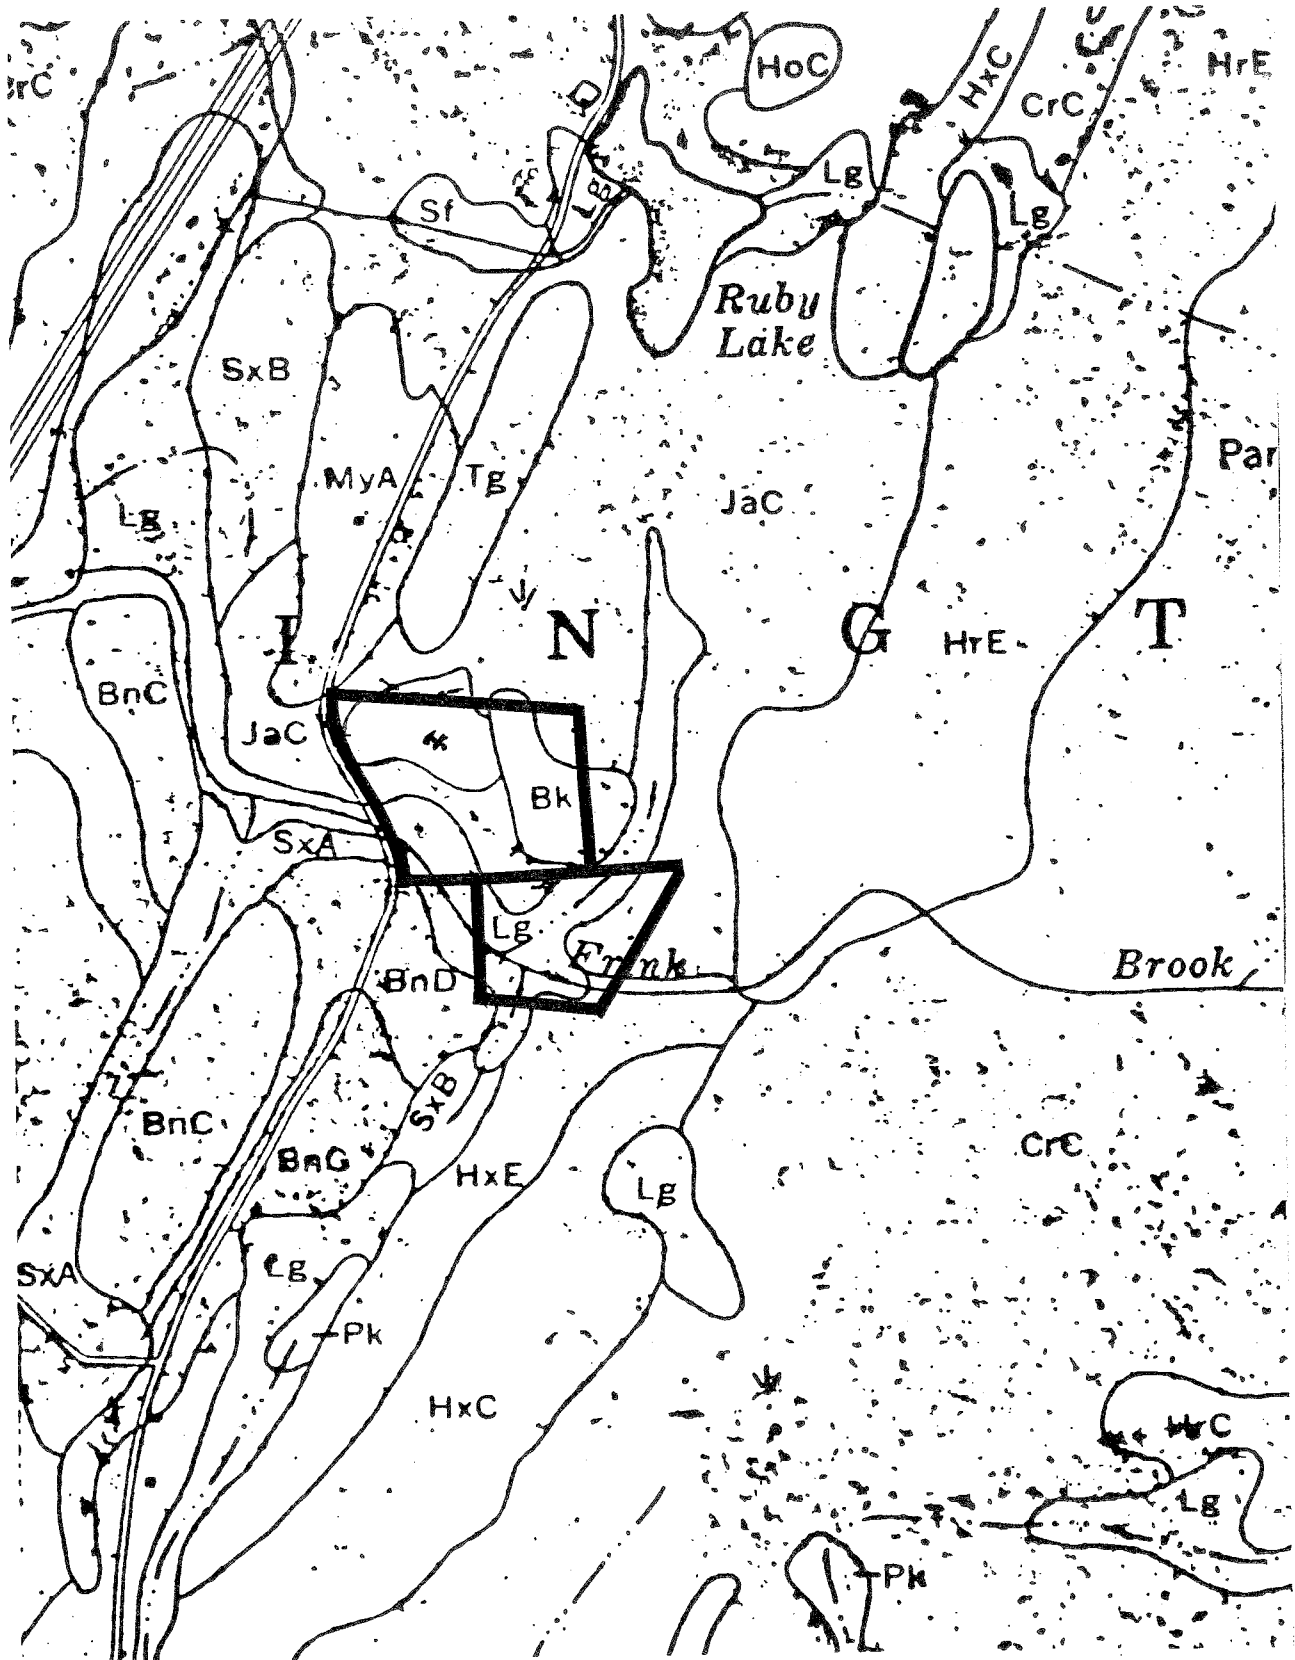 HoC
HxC
CrC
HrE
Lg
Lg
Lg
Sf
Ruby
Lake
SxB
MyA
Tg
JaC
Par
Lg
I N G T
HrE
BnC
JaC
Bk
SxA
Lg
Brook
BnD
SxB
BnC
HxE
CrC
Lg
SxA
Lg
Pk
HxC
HrC
Lg
Pk